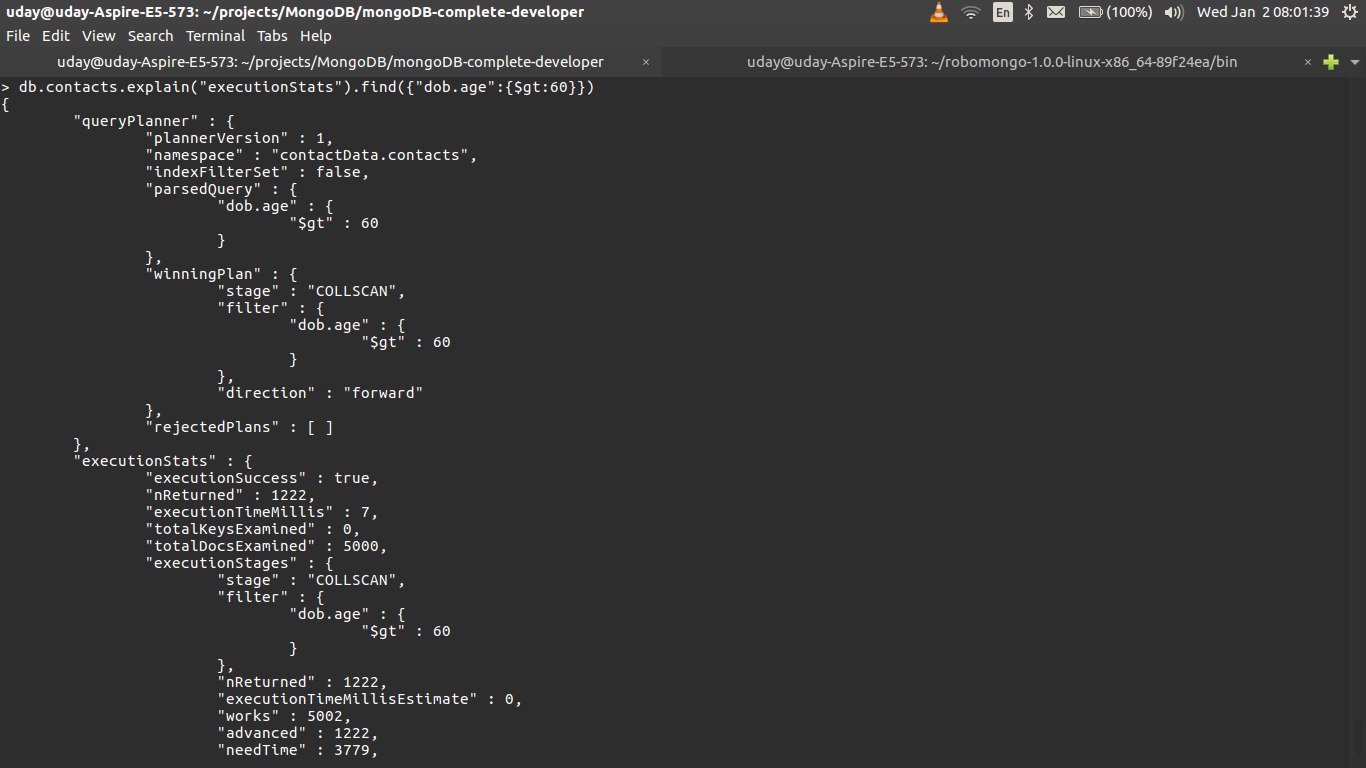 uday@uday-Aspire-E5-573: ~/projects/MongoDB/mongoDB-complete-developer
En
(100%)
Wed Jan 2 08:01:39
File Edit View Search Terminal Tabs Help
uday@uday-Aspire-E5-573: ~/projects/MongoDB/mongoDB-complete-developer ×
uday@uday-Aspire-E5-573: ~/robomongo-1.0.0-linux-x86_64-89f24ea/bin ×
> db.contacts.explain("executionStats").find({"dob.age":{$gt:60}})
{
        "queryPlanner" : {
                "plannerVersion" : 1,
                "namespace" : "contactData.contacts",
                "indexFilterSet" : false,
                "parsedQuery" : {
                        "dob.age" : {
                                "$gt" : 60
                        }
                },
                "winningPlan" : {
                        "stage" : "COLLSCAN",
                        "filter" : {
                                "dob.age" : {
                                        "$gt" : 60
                                }
                        },
                        "direction" : "forward"
                },
                "rejectedPlans" : [ ]
        },
        "executionStats" : {
                "executionSuccess" : true,
                "nReturned" : 1222,
                "executionTimeMillis" : 7,
                "totalKeysExamined" : 0,
                "totalDocsExamined" : 5000,
                "executionStages" : {
                        "stage" : "COLLSCAN",
                        "filter" : {
                                "dob.age" : {
                                        "$gt" : 60
                                }
                        },
                        "nReturned" : 1222,
                        "executionTimeMillisEstimate" : 0,
                        "works" : 5002,
                        "advanced" : 1222,
                        "needTime" : 3779,